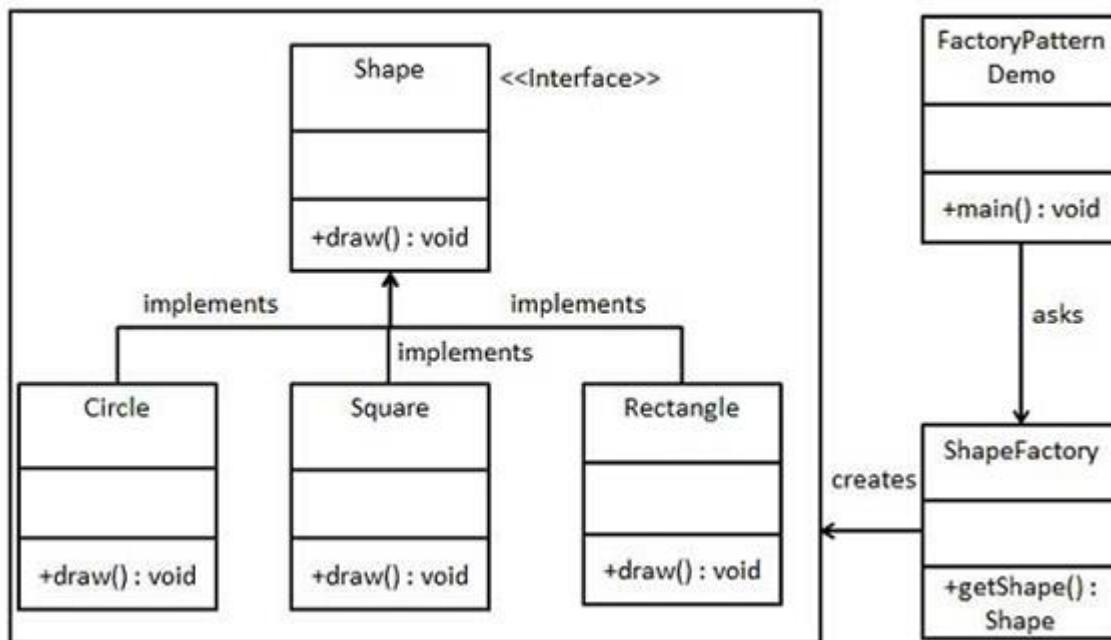 Shape
<<Interface>>
+draw() : void
implements
implements
implements
Circle
+draw() : void
Square
+draw() : void
Rectangle
+draw() : void
FactoryPattern
Demo
+main() : void
asks
ShapeFactory
+getShape() :
Shape
creates